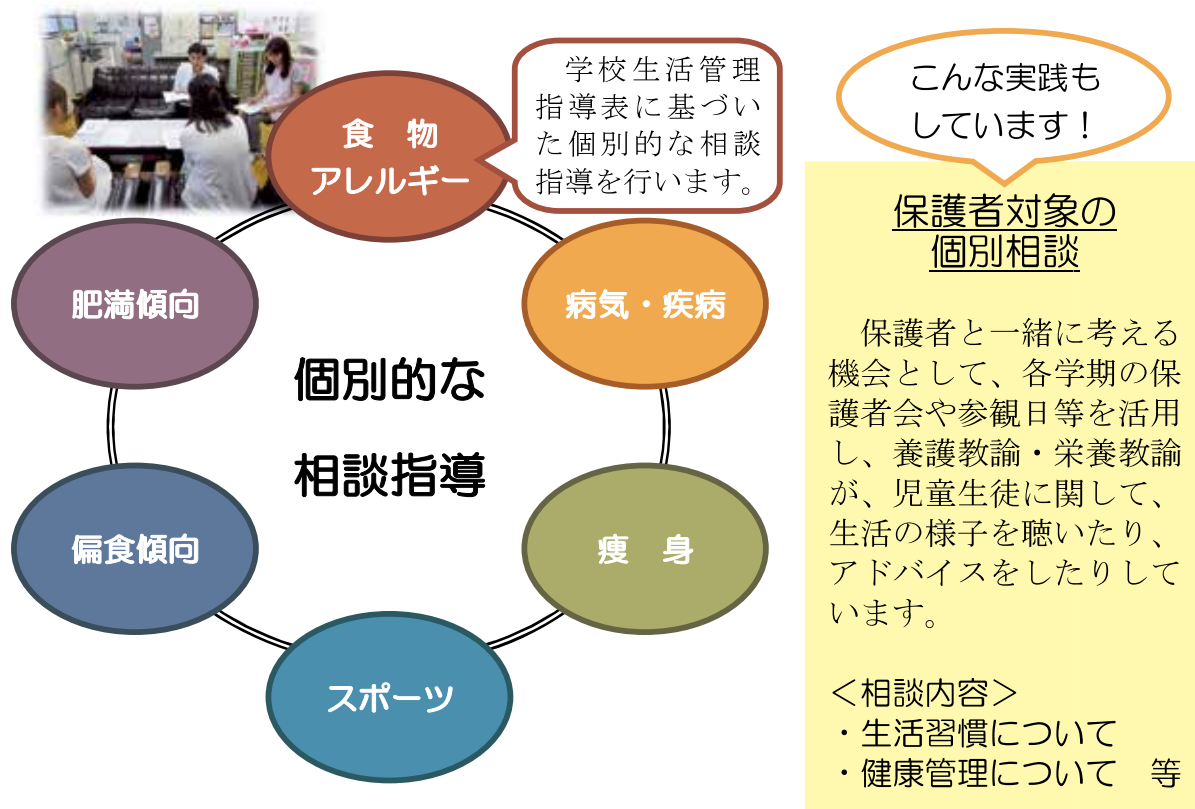 食　物
アレルギー
学校生活管理
指導表に基づい
た個別的な相談
指導を行います。
肥満傾向
病気・疾病
個別的な
相談指導
偏食傾向
痩　身
スポーツ
こんな実践も
しています！
保護者対象の
個別相談
保護者と一緒に考える
機会として、各学期の保
護者会や参観日等を活用
し、養護教諭・栄養教諭
が、児童生徒に関して、
生活の様子を聴いたり、
アドバイスをしたりして
います。
＜相談内容＞
・生活習慣について
・健康管理について　等